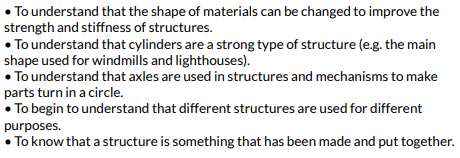 • To understand that the shape of materials can be changed to improve the
strength and stiffness of structures.
• To understand that cylinders are a strong type of structure (e.g. the main
shape used for windmills and lighthouses).
• To understand that axles are used in structures and mechanisms to make
parts turn in a circle.
• To begin to understand that different structures are used for different
purposes.
• To know that a structure is something that has been made and put together.